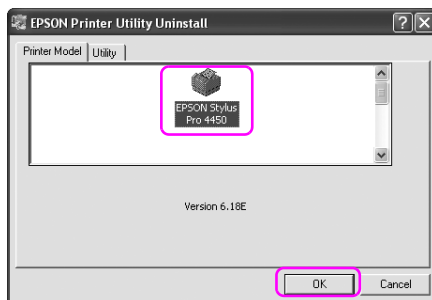 EPSON Printer Utility Uninstall
Printer Model
Utility
EPSON Stylus
Pro 4450
Version 6.18E
OK
Cancel